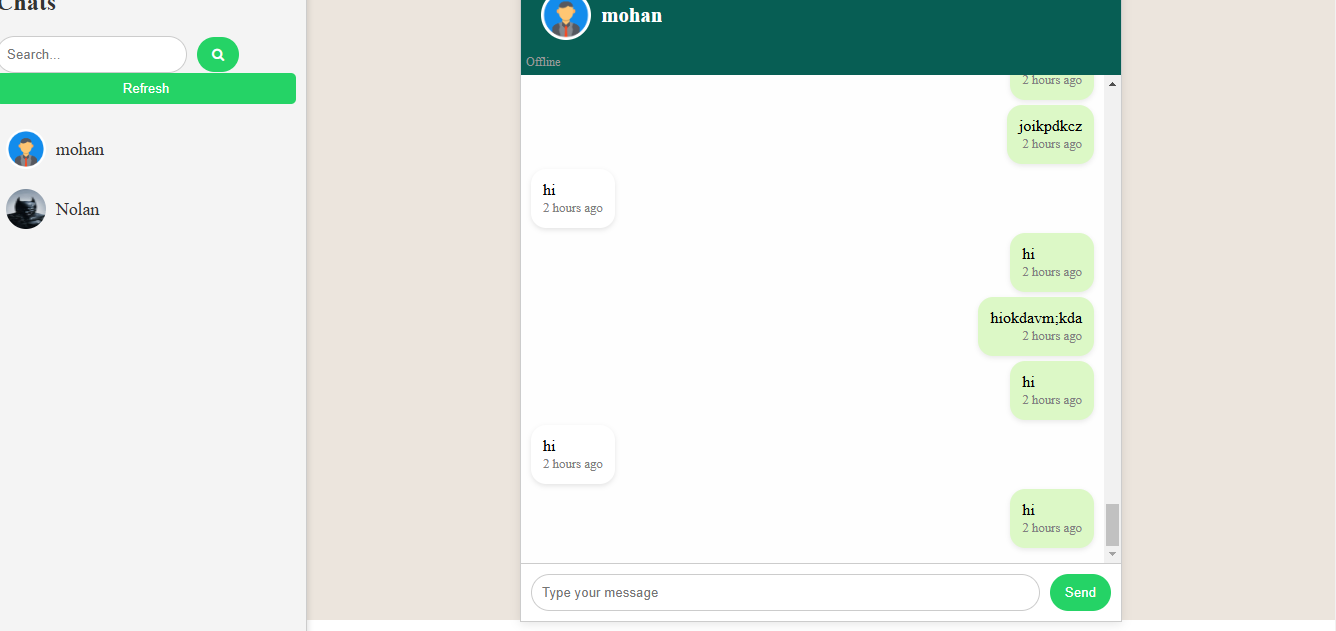 Chats
Search...
Refresh
mohan
Nolan
mohan
Offline
2 hours ago
joikpdkcz
2 hours ago
hi
2 hours ago
hi
2 hours ago
hiokdavm;kda
2 hours ago
hi
2 hours ago
hi
2 hours ago
hi
2 hours ago
Type your message
Send